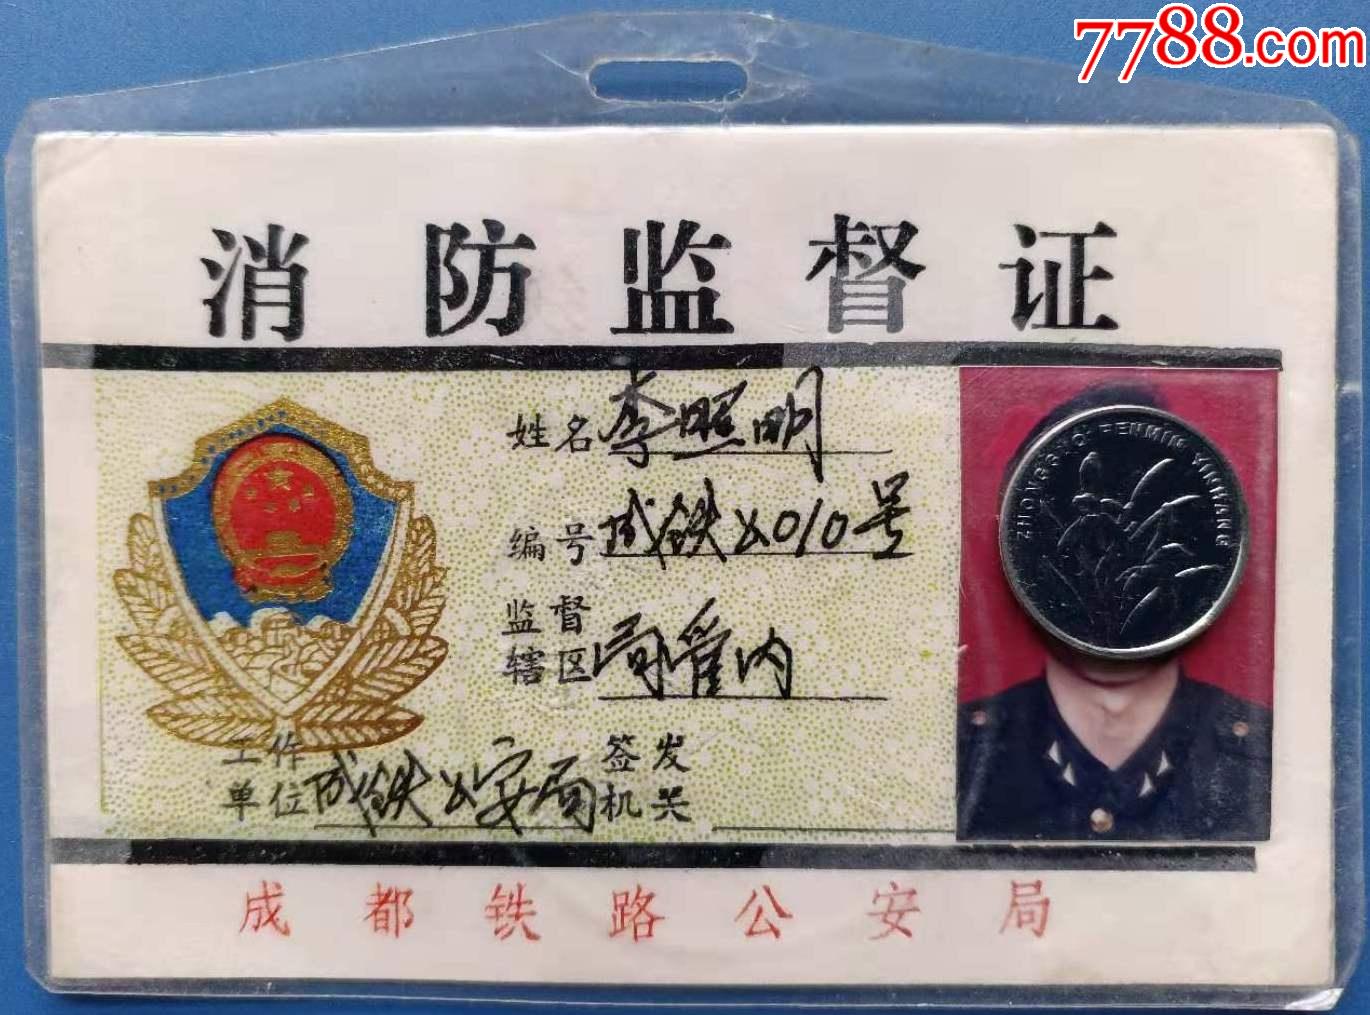 7788.com
消防监督证
姓名 李照明
编号 成铁公010号
监督
辖区 局管内
工作
单位 成铁公安局
签发
机关
成都铁路公安局
ZHONGGUO RENMIN YINHANG